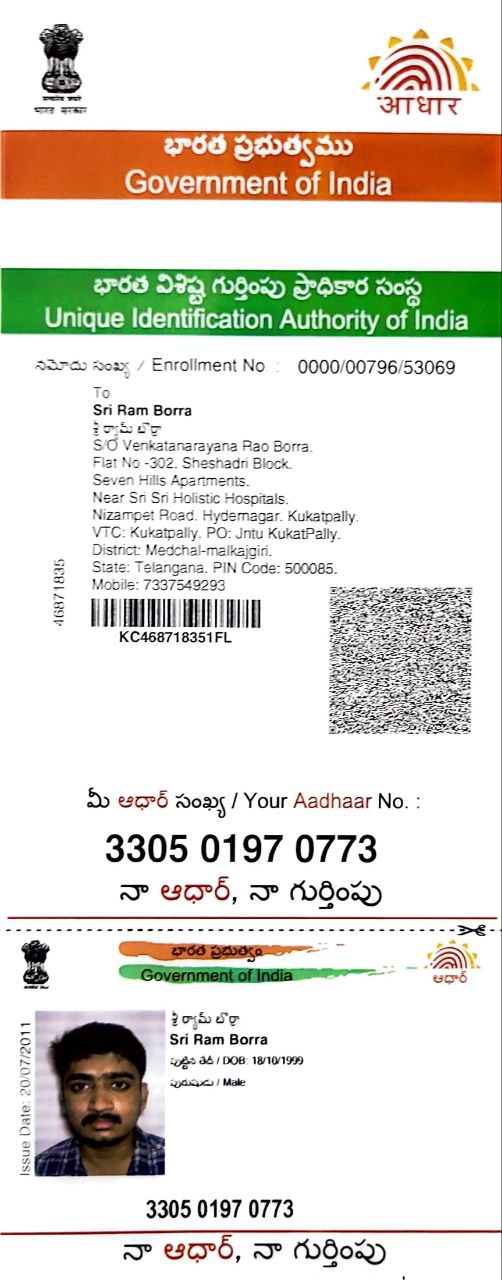 भारत सरकार
आधार
భారత ప్రభుత్వము
Government of India
భారత విశిష్ట గుర్తింపు ప్రాధికార సంస్థ
Unique Identification Authority of India
నమోదు సంఖ్య / Enrollment No. : 0000/00796/53069
To
Sri Ram Borra
శ్రీ ర్యామ్ బొర్రా
S/O Venkatanarayana Rao Borra.
Flat No -302. Sheshadri Block.
Seven Hills Apartments.
Near Sri Sri Holistic Hospitals.
Nizampet Road. Hydernagar. Kukatpally.
VTC: Kukatpally. PO: Jntu KukatPally.
District: Medchal-malkajgiri.
State: Telangana. PIN Code: 500085.
Mobile: 7337549293
46871835
KC468718351FL
మీ ఆధార్ సంఖ్య / Your Aadhaar No. :
3305 0197 0773
నా ఆధార్, నా గుర్తింపు
భారత ప్రభుత్వం
Government of India
ఆధార్
Issue Date: 20/07/2011
శ్రీ ర్యామ్ బొర్రా
Sri Ram Borra
పుట్టిన తేదీ / DOB: 18/10/1999
పురుషుడు / Male
3305 0197 0773
నా ఆధార్, నా గుర్తింపు